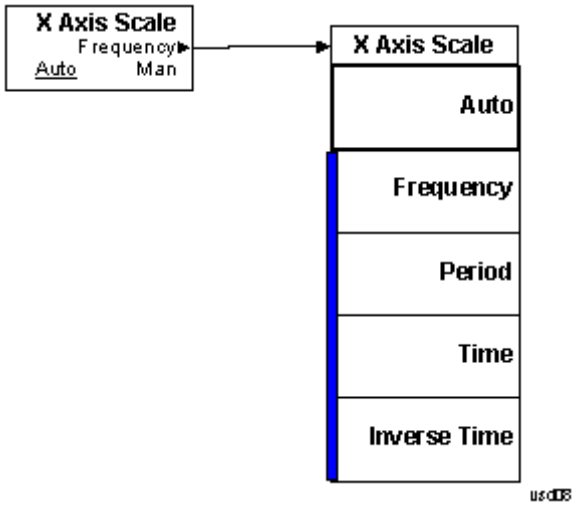 X Axis Scale
Frequency
Auto Man
X Axis Scale
Auto
Frequency
Period
Time
Inverse Time
usd08